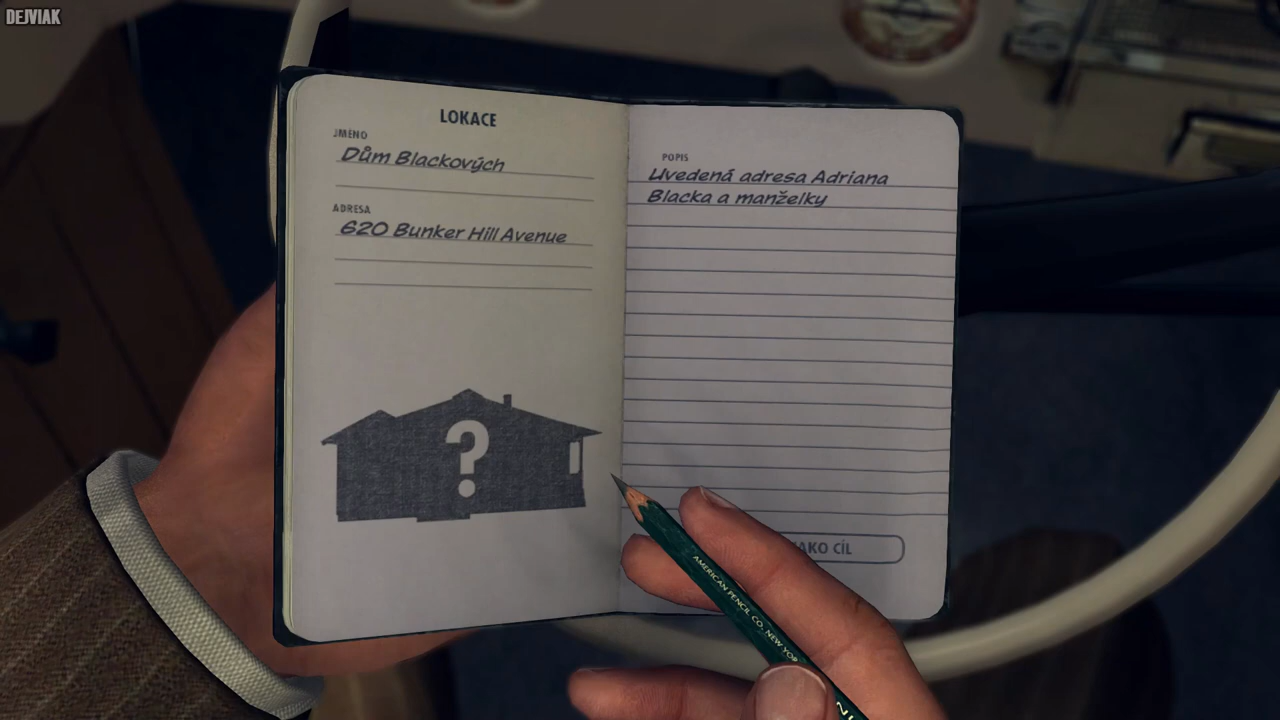 DEJVIAK
LOKACE
JMÉNO
Dům Blackových
ADRESA
620 Bunker Hill Avenue
POPIS
Uvedená adresa Adriana
Blacka a manželky
JAKO CÍL
AMERICAN PENCIL CO. NEW YOR